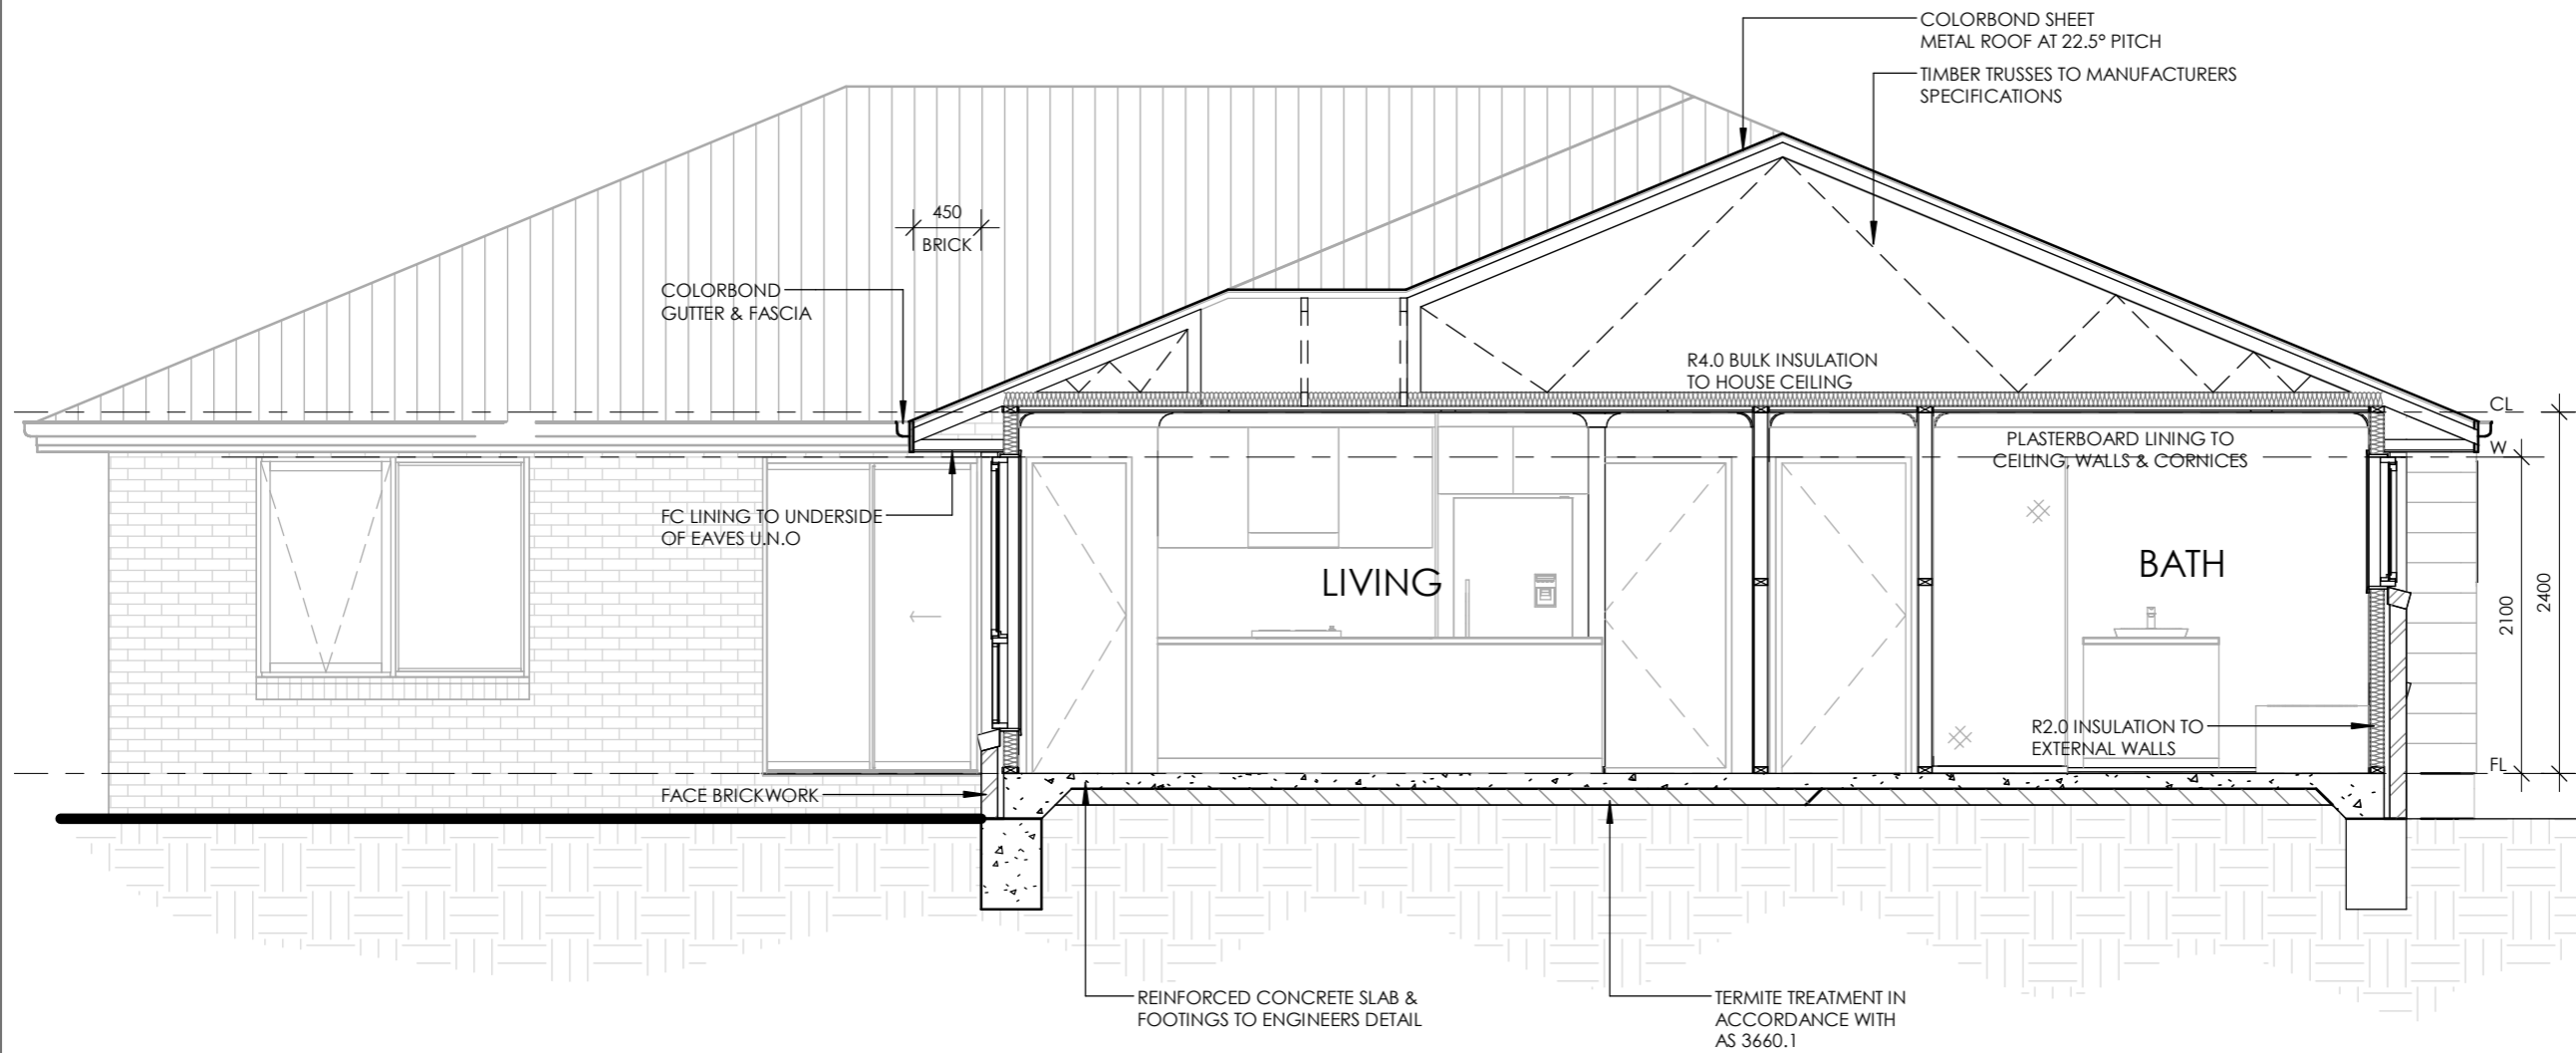 COLORBOND SHEET
METAL ROOF AT 22.5° PITCH
TIMBER TRUSSES TO MANUFACTURERS
SPECIFICATIONS
450
BRICK
COLORBOND
GUTTER & FASCIA
R4.0 BULK INSULATION
TO HOUSE CEILING
CL
PLASTERBOARD LINING TO
CEILING, WALLS & CORNICES
W
FC LINING TO UNDERSIDE
OF EAVES U.N.O
LIVING
BATH
2100
2400
R2.0 INSULATION TO
EXTERNAL WALLS
FL
FACE BRICKWORK
REINFORCED CONCRETE SLAB &
FOOTINGS TO ENGINEERS DETAIL
TERMITE TREATMENT IN
ACCORDANCE WITH
AS 3660.1